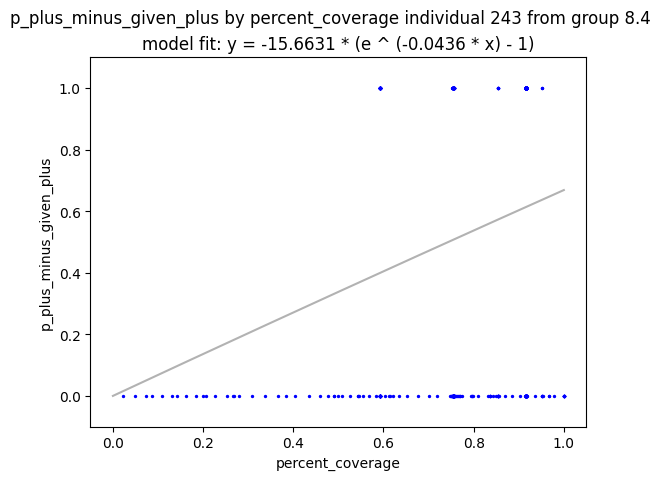 p_plus_minus_given_plus by percent_coverage individual 243 from group 8.4
model fit: y = -15.6631 * (e ^ (-0.0436 * x) - 1)
1.0
0.8
0.6
0.4
0.2
0.0
p_plus_minus_given_plus
0.0 0.2 0.4 0.6 0.8 1.0
percent_coverage